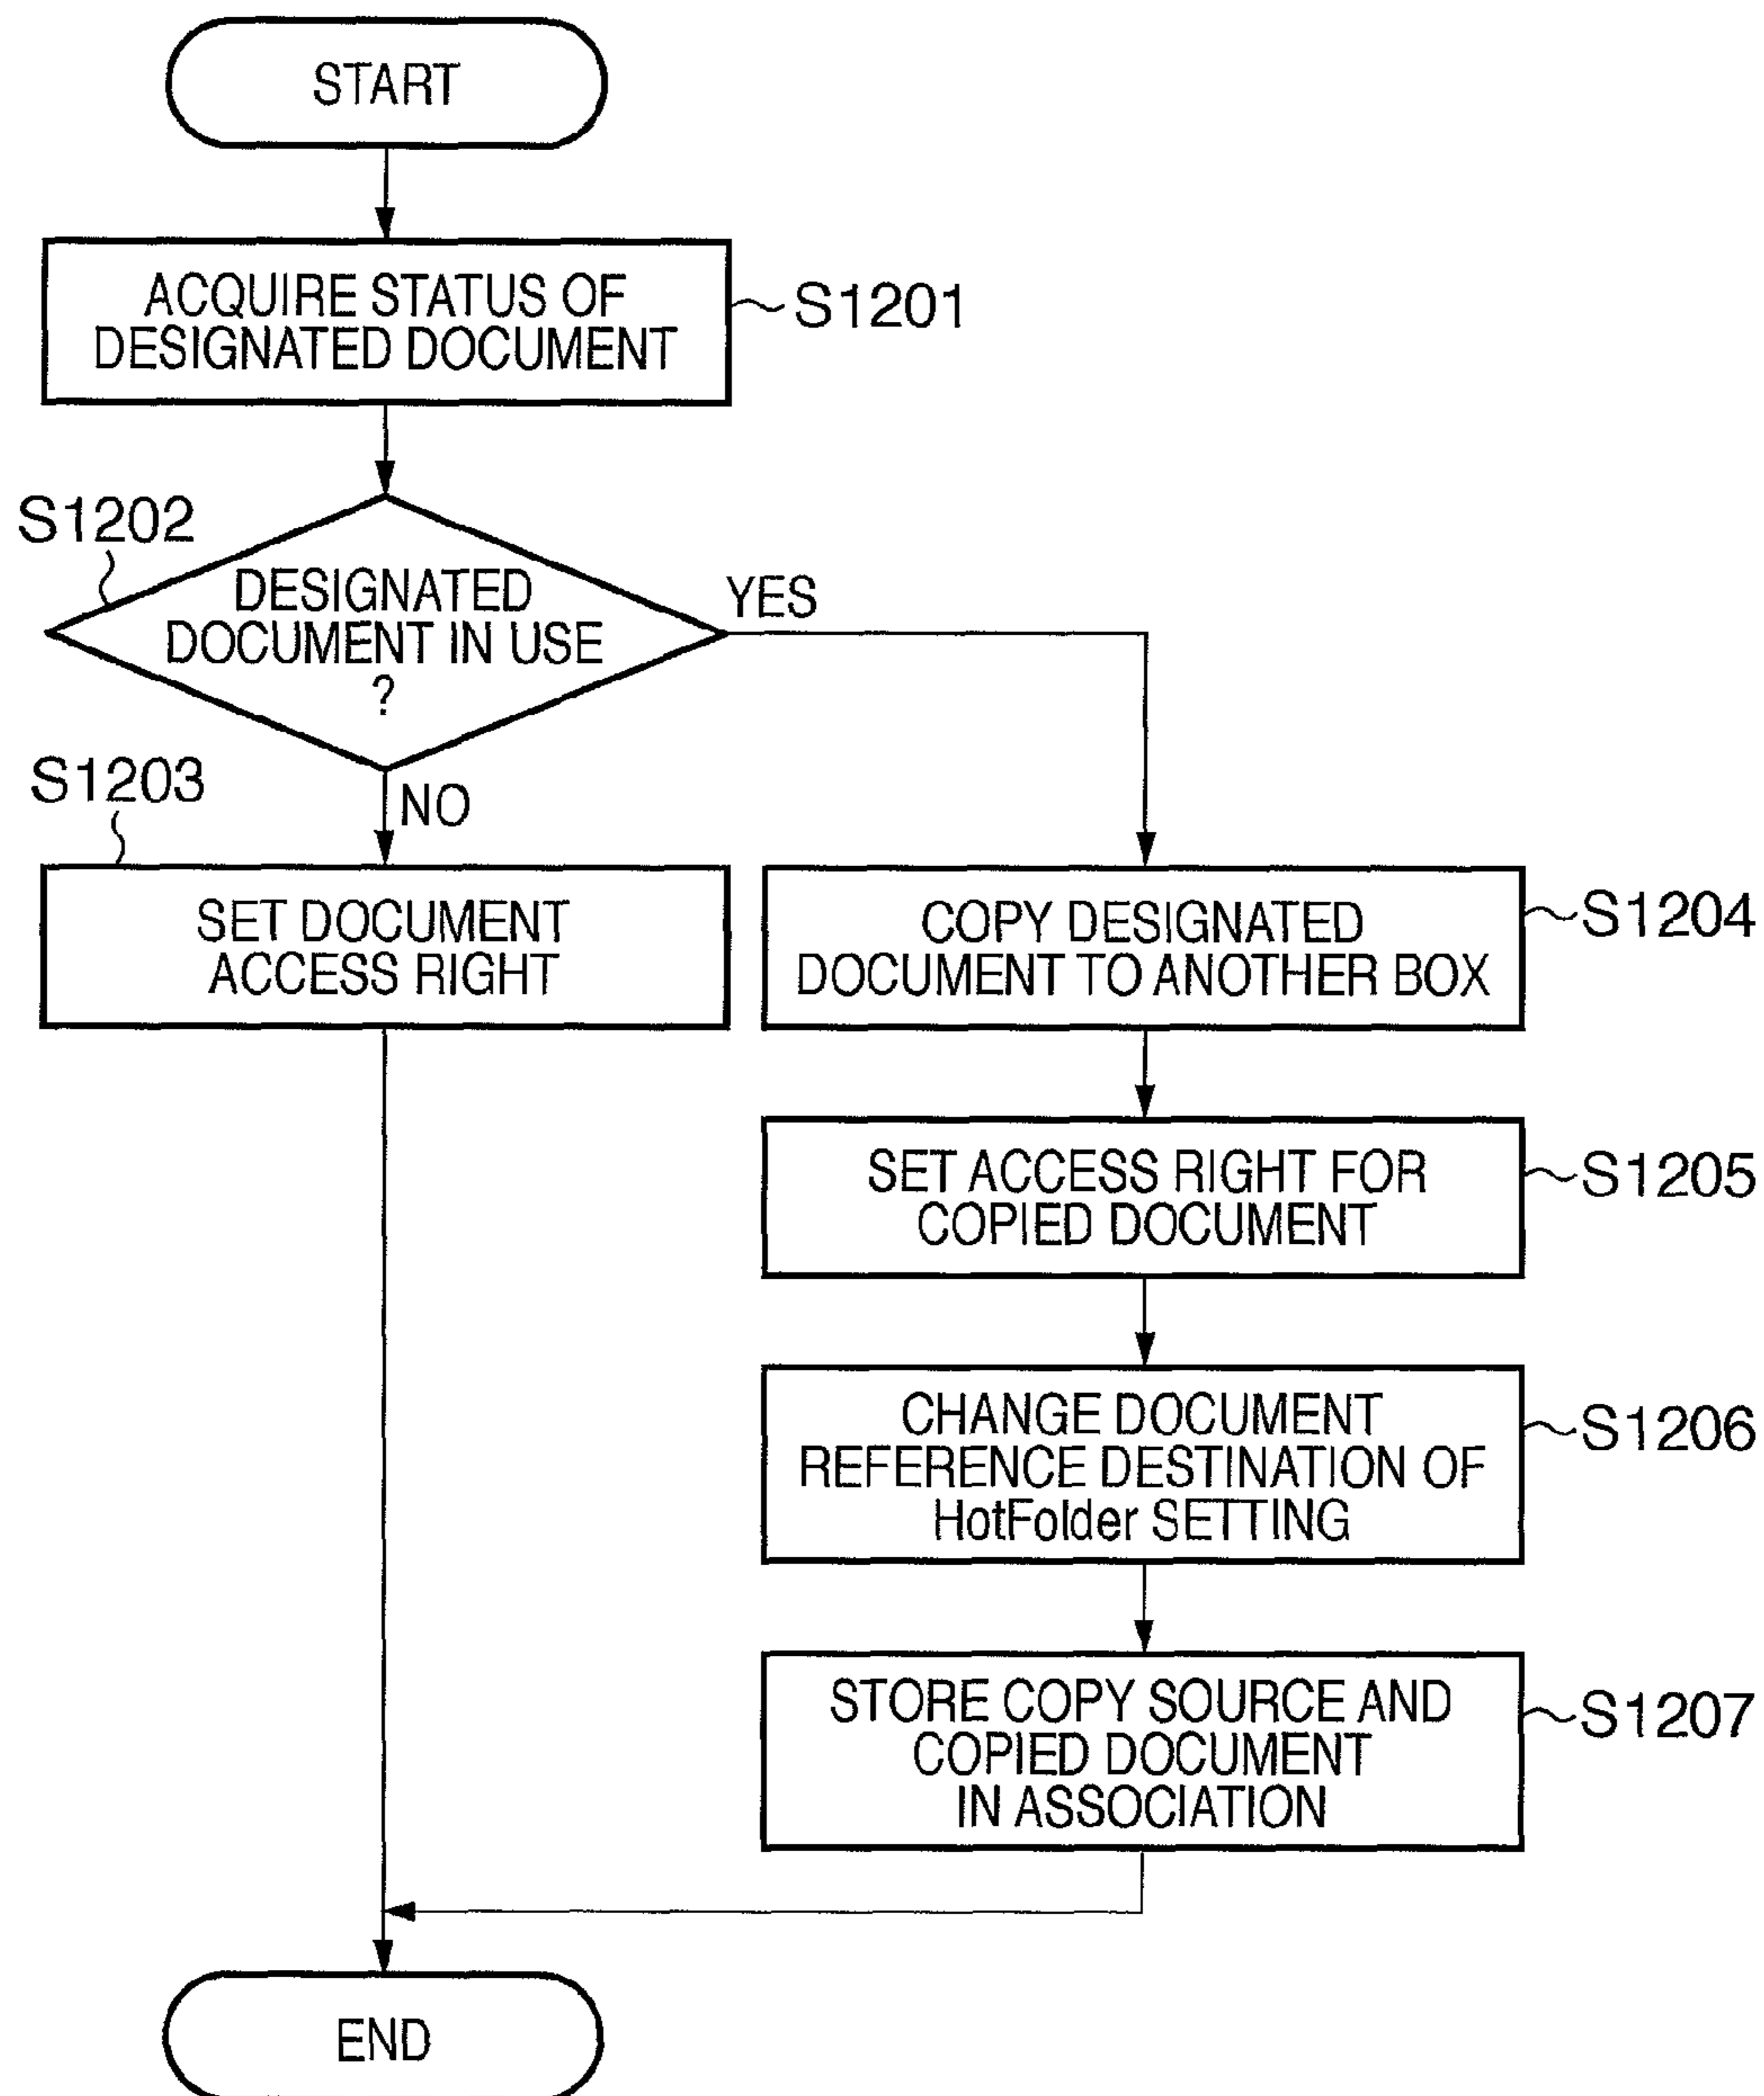 START
ACQUIRE STATUS OF
DESIGNATED DOCUMENT
S1201
S1202
DESIGNATED
DOCUMENT IN USE
?
YES
S1203
NO
SET DOCUMENT
ACCESS RIGHT
COPY DESIGNATED
DOCUMENT TO ANOTHER BOX
S1204
SET ACCESS RIGHT FOR
COPIED DOCUMENT
S1205
CHANGE DOCUMENT
REFERENCE DESTINATION OF
HotFolder SETTING
S1206
STORE COPY SOURCE AND
COPIED DOCUMENT
IN ASSOCIATION
S1207
END